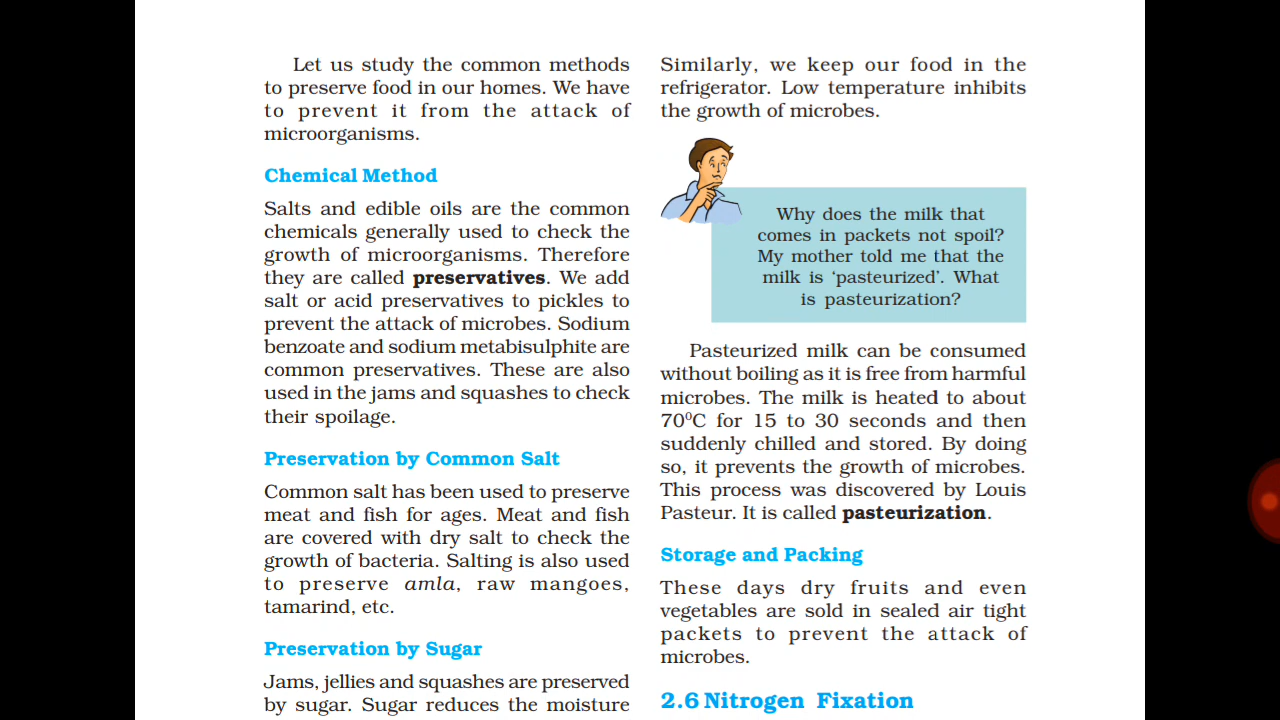 Let us study the common methods
to preserve food in our homes. We have
to prevent it from the attack of
microorganisms.
Chemical Method
Salts and edible oils are the common
chemicals generally used to check the
growth of microorganisms. Therefore
they are called preservatives. We add
salt or acid preservatives to pickles to
prevent the attack of microbes. Sodium
benzoate and sodium metabisulphite are
common preservatives. These are also
used in the jams and squashes to check
their spoilage.
Preservation by Common Salt
Common salt has been used to preserve
meat and fish for ages. Meat and fish
are covered with dry salt to check the
growth of bacteria. Salting is also used
to preserve amla, raw mangoes,
tamarind, etc.
Preservation by Sugar
Jams, jellies and squashes are preserved
by sugar. Sugar reduces the moisture
Similarly, we keep our food in the
refrigerator. Low temperature inhibits
the growth of microbes.
Why does the milk that
comes in packets not spoil?
My mother told me that the
milk is ‘pasteurized’. What
is pasteurization?
Pasteurized milk can be consumed
without boiling as it is free from harmful
microbes. The milk is heated to about
70⁰C for 15 to 30 seconds and then
suddenly chilled and stored. By doing
so, it prevents the growth of microbes.
This process was discovered by Louis
Pasteur. It is called pasteurization.
Storage and Packing
These days dry fruits and even
vegetables are sold in sealed air tight
packets to prevent the attack of
microbes.
2.6 Nitrogen Fixation